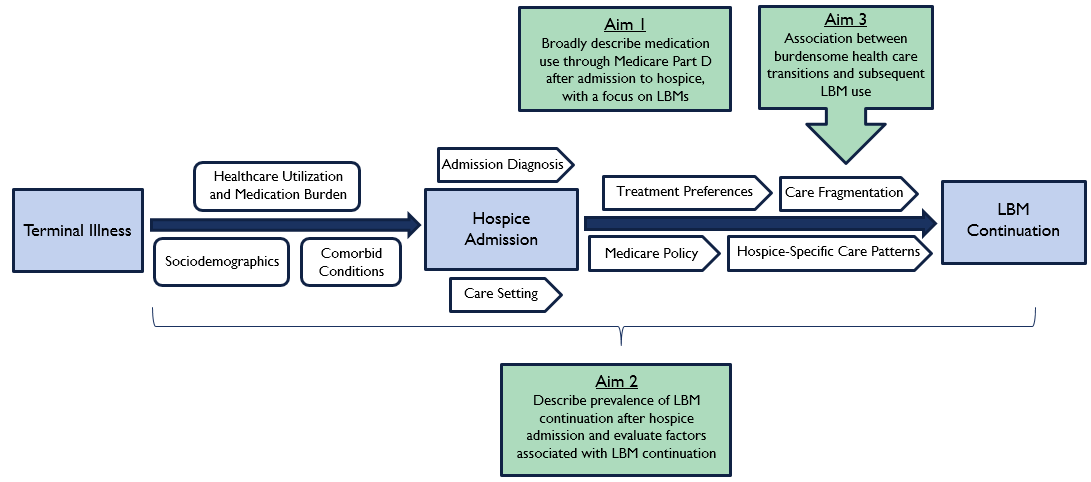 Aim 1
Broadly describe medication
use through Medicare Part D
after admission to hospice,
with a focus on LBMs
Aim 3
Association between
burdensome health care
transitions and subsequent
LBM use
Healthcare Utilization
and Medication Burden
Admission Diagnosis
Treatment Preferences
Care Fragmentation
Terminal Illness
Hospice
Admission
LBM
Continuation
Sociodemographics
Comorbid
Conditions
Medicare Policy
Hospice-Specific Care Patterns
Care Setting
Aim 2
Describe prevalence of LBM
continuation after hospice
admission and evaluate factors
associated with LBM continuation